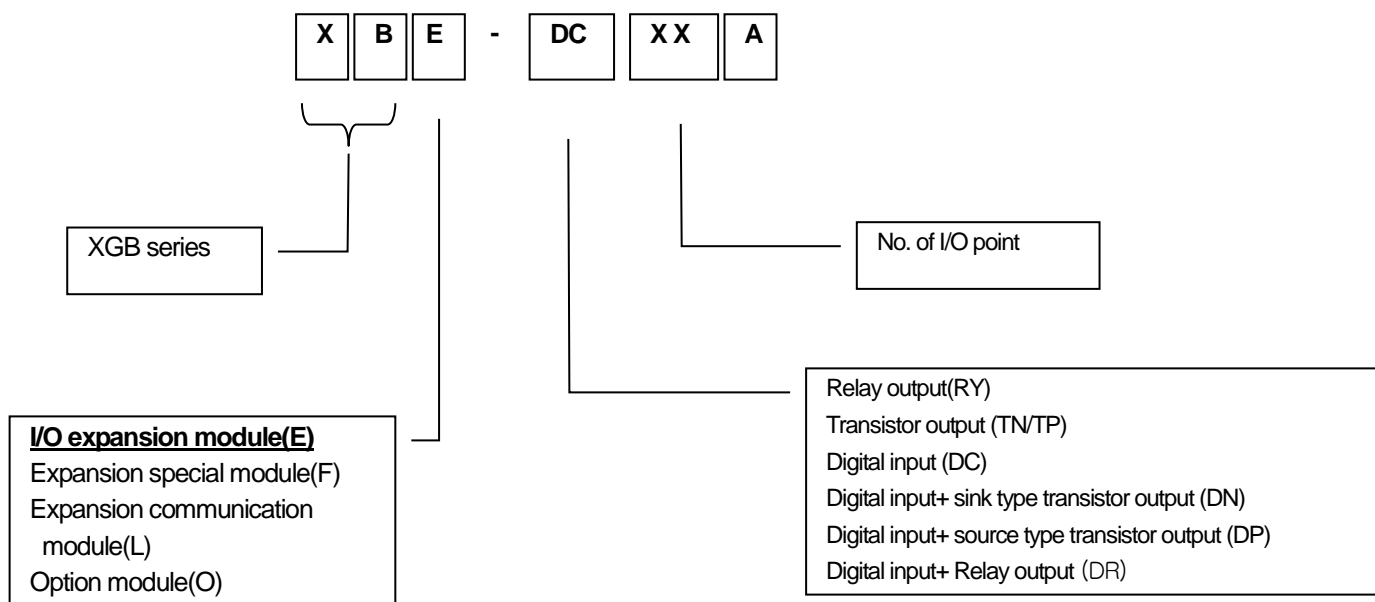 X B E - DC X X A
XGB series
No. of I/O point
I/O expansion module(E)
Expansion special module(F)
Expansion communication
module(L)
Option module(O)
Relay output(RY)
Transistor output (TN/TP)
Digital input (DC)
Digital input+ sink type transistor output (DN)
Digital input+ source type transistor output (DP)
Digital input+ Relay output (DR)